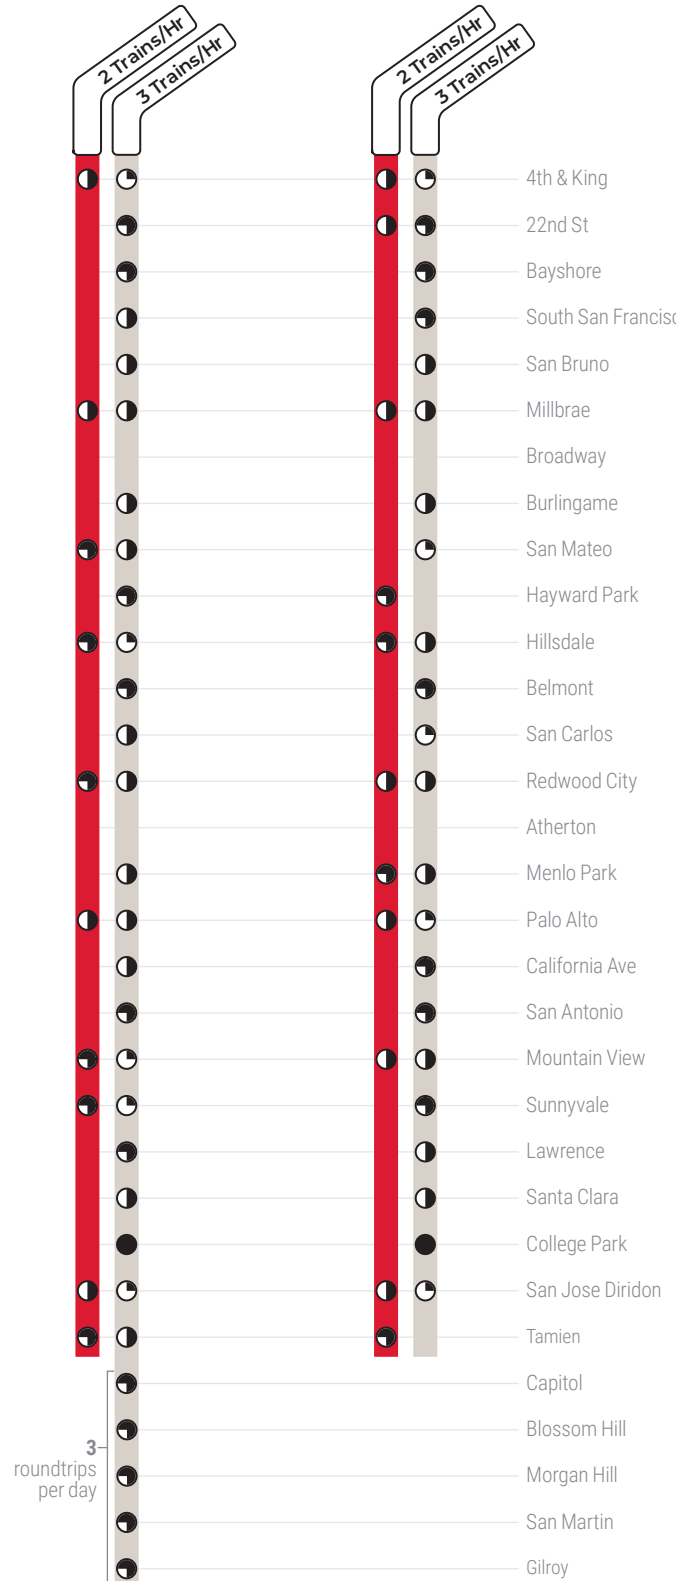 2 Trains/Hr
3 Trains/Hr
2 Trains/Hr
3 Trains/Hr
4th & King
22nd St
Bayshore
South San Francisc
San Bruno
Millbrae
Broadway
Burlingame
San Mateo
Hayward Park
Hillsdale
Belmont
San Carlos
Redwood City
Atherton
Menlo Park
Palo Alto
California Ave
San Antonio
Mountain View
Sunnyvale
Lawrence
Santa Clara
College Park
San Jose Diridon
Tamien
Capitol
Blossom Hill
3
roundtrips
per day
Morgan Hill
San Martin
Gilroy